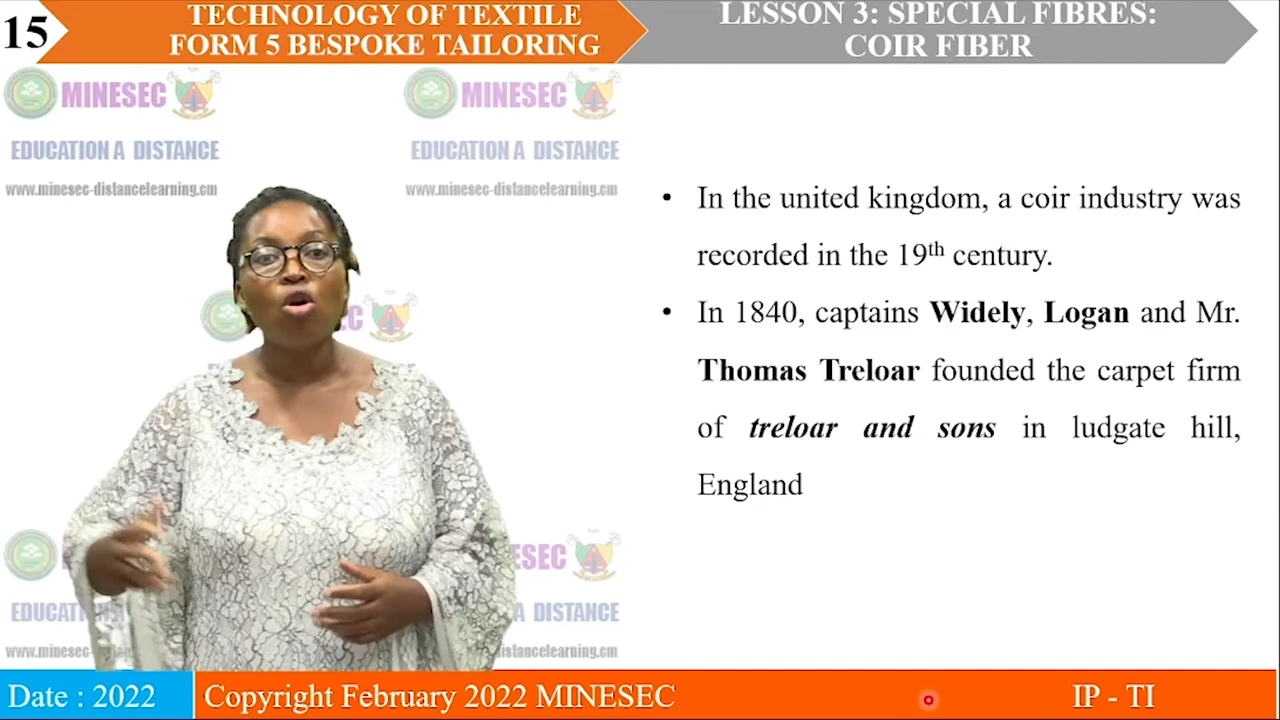 15
TECHNOLOGY OF TEXTILE
FORM 5 BESPOKE TAILORING
LESSON 3: SPECIAL FIBRES:
COIR FIBER
MINESEC
MINESEC
EDUCATION A DISTANCE
EDUCATION A DISTANCE
www.minesec-distancelearning.cm
www.minesec-distancelearning.cm
• In the united kingdom, a coir industry was
recorded in the 19th century.
• In 1840, captains Widely, Logan and Mr.
Thomas Treloar founded the carpet firm
of treloar and sons in ludgate hill,
England
Date : 2022
Copyright February 2022 MINESEC
IP - TI